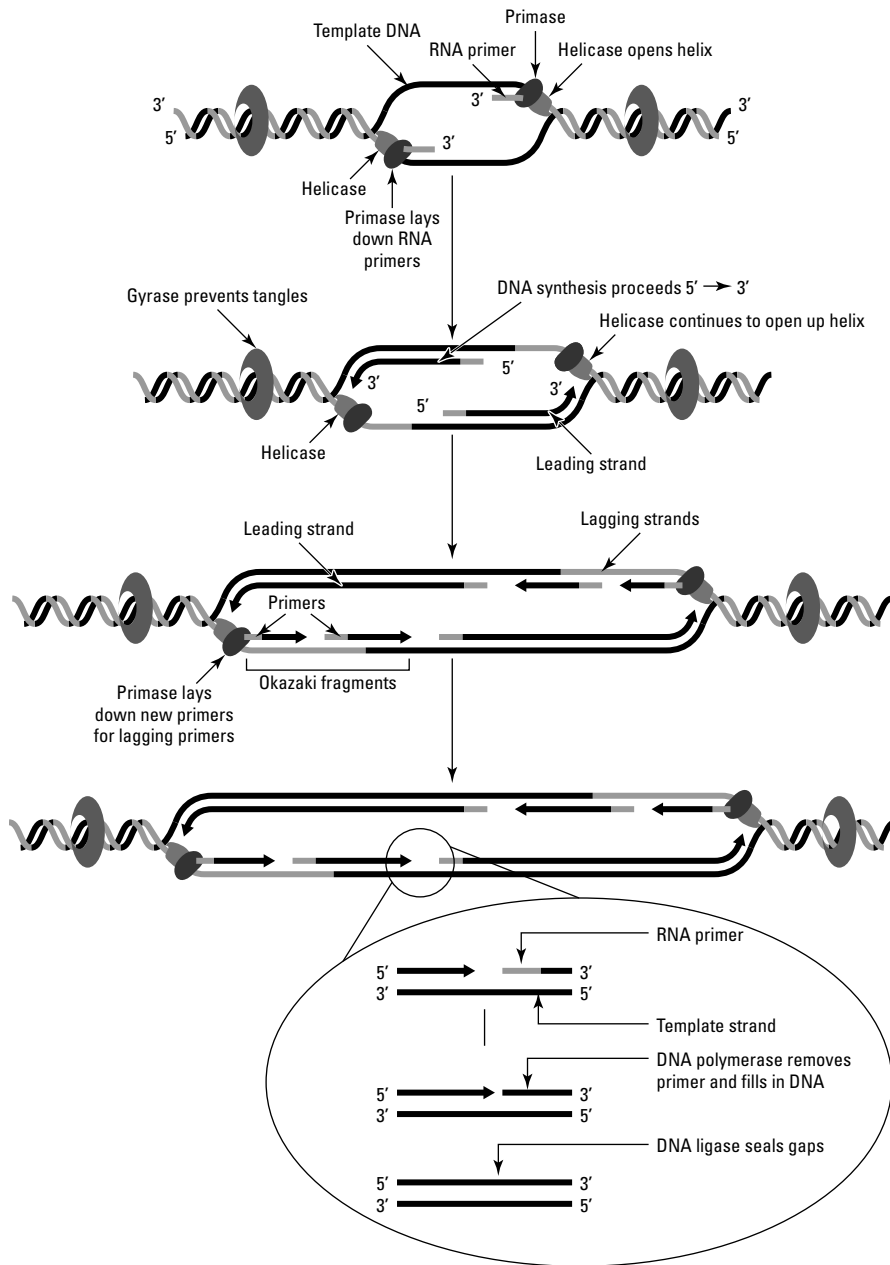 Primase
Template DNA
RNA primer
Helicase opens helix
3′
3′
3′
5′
3′
5′
Helicase
Primase lays
down RNA
primers
DNA synthesis proceeds 5′ → 3′
Gyrase prevents tangles
Helicase continues to open up helix
5′
3′
3′
5′
Helicase
Leading strand
Leading strand
Lagging strands
Primers
Okazaki fragments
Primase lays
down new primers
for lagging primers
RNA primer
5′ 3′
3′ 5′
Template strand
DNA polymerase removes
primer and fills in DNA
5′ 3′
3′ 5′
DNA ligase seals gaps
5′ 3′
3′ 5′